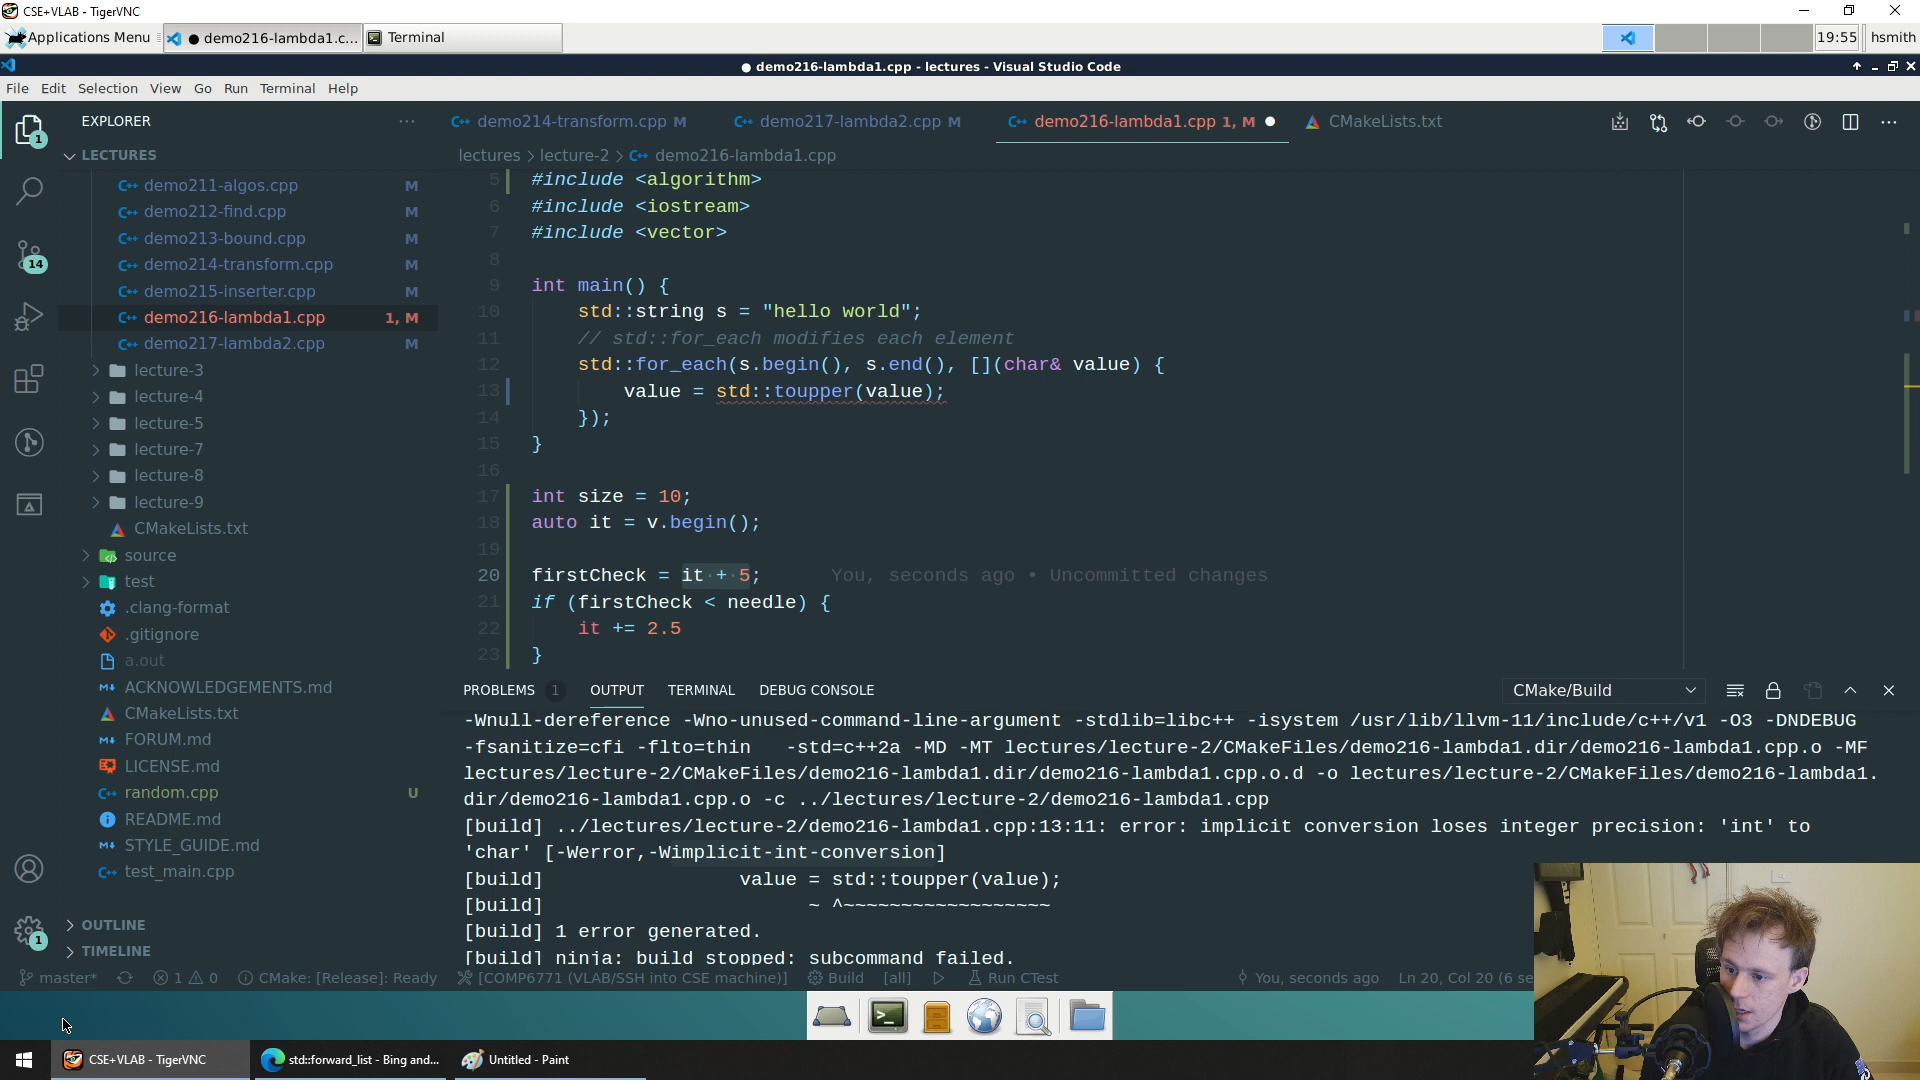 CSE+VLAB - TigerVNC
Applications Menu
● demo216-lambda1.c...
Terminal
19:55
hsmith
● demo216-lambda1.cpp - lectures - Visual Studio Code
File Edit Selection View Go Run Terminal Help
EXPLORER
demo214-transform.cpp M
demo217-lambda2.cpp M
demo216-lambda1.cpp 1, M ●
CMakeLists.txt
LECTURES
lectures > lecture-2 > demo216-lambda1.cpp
demo211-algos.cpp M
demo212-find.cpp M
demo213-bound.cpp M
demo214-transform.cpp M
demo215-inserter.cpp M
demo216-lambda1.cpp 1, M
demo217-lambda2.cpp M
lecture-3
lecture-4
lecture-5
lecture-7
lecture-8
lecture-9
CMakeLists.txt
source
test
.clang-format
.gitignore
a.out
ACKNOWLEDGEMENTS.md
CMakeLists.txt
FORUM.md
LICENSE.md
random.cpp U
README.md
STYLE_GUIDE.md
test_main.cpp
OUTLINE
TIMELINE
1
14
1
5 #include <algorithm>
6 #include <iostream>
7 #include <vector>
8
9 int main() {
10 std::string s = "hello world";
11 // std::for_each modifies each element
12 std::for_each(s.begin(), s.end(), [](char& value) {
13 value = std::toupper(value);
14 });
15 }
16
17 int size = 10;
18 auto it = v.begin();
19
20 firstCheck = it·+·5; You, seconds ago • Uncommitted changes
21 if (firstCheck < needle) {
22 it += 2.5
23 }
PROBLEMS 1 OUTPUT TERMINAL DEBUG CONSOLE
CMake/Build
-Wnull-dereference -Wno-unused-command-line-argument -stdlib=libc++ -isystem /usr/lib/llvm-11/include/c++/v1 -O3 -DNDEBUG
-fsanitize=cfi -flto=thin   -std=c++2a -MD -MT lectures/lecture-2/CMakeFiles/demo216-lambda1.dir/demo216-lambda1.cpp.o -MF
lectures/lecture-2/CMakeFiles/demo216-lambda1.dir/demo216-lambda1.cpp.o.d -o lectures/lecture-2/CMakeFiles/demo216-lambda1.
dir/demo216-lambda1.cpp.o -c ../lectures/lecture-2/demo216-lambda1.cpp
[build] ../lectures/lecture-2/demo216-lambda1.cpp:13:11: error: implicit conversion loses integer precision: 'int' to
'char' [-Werror,-Wimplicit-int-conversion]
[build] value = std::toupper(value);
[build] ~ ^~~~~~~~~~~~~~~~~~~
[build] 1 error generated.
[build] ninja: build stopped: subcommand failed.
master* 1 0 CMake: [Release]: Ready [COMP6771 (VLAB/SSH into CSE machine)] Build [all] Run CTest You, seconds ago Ln 20, Col 20 (6 se
CSE+VLAB - TigerVNC
std::forward_list - Bing and...
Untitled - Paint